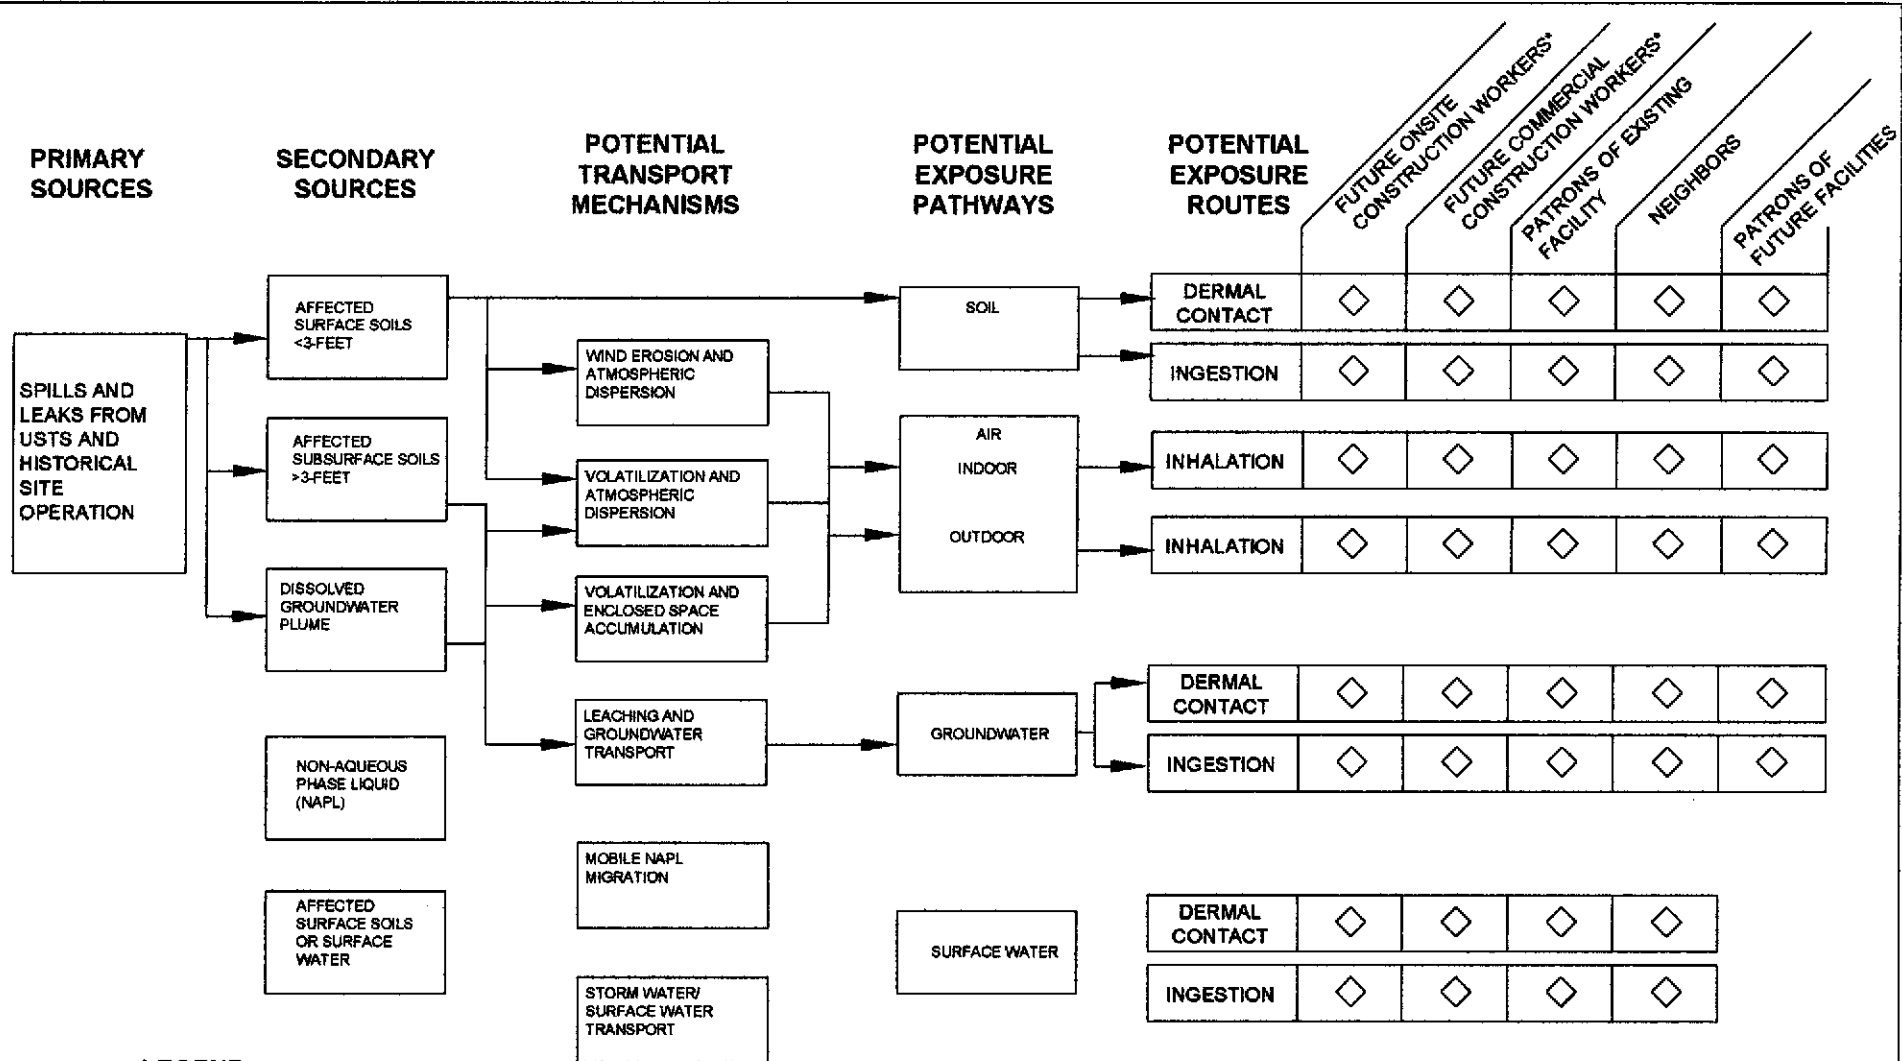 PRIMARY
SOURCES
SECONDARY
SOURCES
POTENTIAL
TRANSPORT
MECHANISMS
POTENTIAL
EXPOSURE
PATHWAYS
POTENTIAL
EXPOSURE
ROUTES
FUTURE ONSITE
CONSTRUCTION WORKERS*
FUTURE COMMERCIAL
CONSTRUCTION WORKERS*
PATRONS OF EXISTING
FACILITY
NEIGHBORS
PATRONS OF
FUTURE FACILITIES
SPILLS AND
LEAKS FROM
USTS AND
HISTORICAL
SITE
OPERATION
AFFECTED
SURFACE SOILS
<3-FEET
AFFECTED
SUBSURFACE SOILS
>3-FEET
DISSOLVED
GROUNDWATER
PLUME
NON-AQUEOUS
PHASE LIQUID
(NAPL)
AFFECTED
SURFACE SOILS
OR SURFACE
WATER
WIND EROSION AND
ATMOSPHERIC
DISPERSION
VOLATILIZATION AND
ATMOSPHERIC
DISPERSION
VOLATILIZATION AND
ENCLOSED SPACE
ACCUMULATION
LEACHING AND
GROUNDWATER
TRANSPORT
MOBILE NAPL
MIGRATION
STORM WATER/
SURFACE WATER
TRANSPORT
SOIL
AIR
INDOOR
OUTDOOR
GROUNDWATER
SURFACE WATER
DERMAL
CONTACT
INGESTION
INHALATION
INHALATION
DERMAL
CONTACT
INGESTION
DERMAL
CONTACT
INGESTION